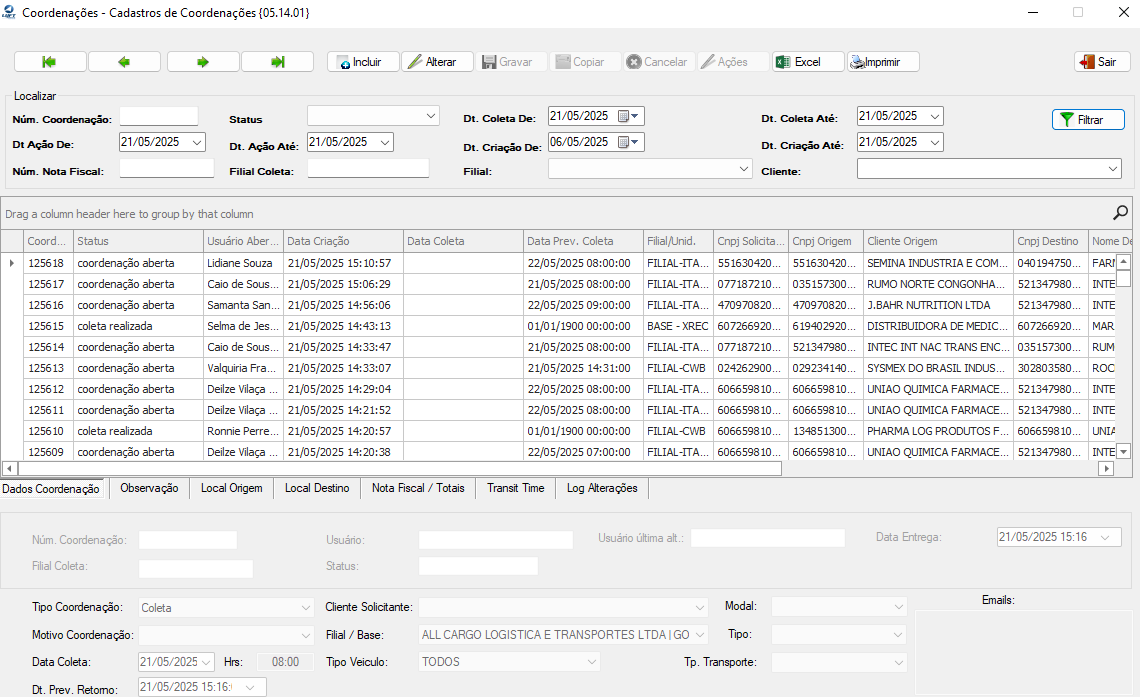 Coordenações - Cadastros de Coordenações {05.14.01}
Incluir Alterar Gravar Copiar Cancelar Ações Excel Imprimir Sair
Localizar
Núm. Coordenação: Status Dt. Coleta De: 21/05/2025 Dt. Coleta Até: 21/05/2025 Filtrar
Dt Ação De: 21/05/2025 Dt. Ação Até: 21/05/2025 Dt. Criação De: 06/05/2025 Dt. Criação Até: 21/05/2025
Núm. Nota Fiscal: Filial Coleta: Filial: Cliente:
Drag a column header here to group by that column
Coord... Status Usuário Aber... Data Criação Data Coleta Data Prev. Coleta Filial/Unid. Cnpj Solicita... Cnpj Origem Cliente Origem Cnpj Destino Nome De
125618 coordenação aberta Lidiane Souza 21/05/2025 15:10:57 22/05/2025 08:00:00 FILIAL-ITA... 551630420... 551630420... SEMINA INDUSTRIA E COM... 040194750... FARM
125617 coordenação aberta Caio de Sous... 21/05/2025 15:06:29 21/05/2025 08:00:00 FILIAL-ITA... 077187210... 035157300... RUMO NORTE CONGONHA... 521347980... INTE
125616 coordenação aberta Samanta San... 21/05/2025 14:56:06 22/05/2025 09:00:00 FILIAL-ITA... 470970820... 470970820... J.BAHR NUTRITION LTDA 521347980... INTE
125615 coleta realizada Selma de Jes... 21/05/2025 14:43:13 01/01/1900 00:00:00 BASE - XREC 607266920... 619402920... DISTRIBUIDORA DE MEDIC... 607266920... MAR
125614 coordenação aberta Caio de Sous... 21/05/2025 14:33:47 21/05/2025 08:00:00 FILIAL-ITA... 077187210... 521347980... INTEC INT NAC TRANS ENC... 035157300... RUM
125613 coordenação aberta Valquiria Fra... 21/05/2025 14:33:07 21/05/2025 14:31:00 FILIAL-CWB 024262900... 029234140... SYSMEX DO BRASIL INDUS... 302803580... ROC
125612 coordenação aberta Deilze Vilaça ... 21/05/2025 14:29:04 22/05/2025 08:00:00 FILIAL-ITA... 606659810... 606659810... UNIAO QUIMICA FARMACE... 521347980... INTE
125611 coordenação aberta Deilze Vilaça ... 21/05/2025 14:21:52 22/05/2025 08:00:00 FILIAL-ITA... 606659810... 606659810... UNIAO QUIMICA FARMACE... 521347980... INTE
125610 coleta realizada Ronnie Perre... 21/05/2025 14:20:57 01/01/1900 00:00:00 FILIAL-CWB 606659810... 134851300... PHARMA LOG PRODUTOS F... 606659810... UNIA
125609 coordenação aberta Deilze Vilaça ... 21/05/2025 14:20:38 22/05/2025 07:00:00 FILIAL-ITA... 606659810... 606659810... UNIAO QUIMICA FARMACE... 521347980... INTE
Dados Coordenação Observação Local Origem Local Destino Nota Fiscal / Totais Transit Time Log Alterações
Núm. Coordenação: Usuário: Usuário última alt.: Data Entrega: 21/05/2025 15:16
Filial Coleta: Status:
Tipo Coordenação: Coleta Cliente Solicitante: Modal: Emails:
Motivo Coordenação: Filial / Base: ALL CARGO LOGISTICA E TRANSPORTES LTDA | GO Tipo:
Data Coleta: 21/05/2025 Hrs: 08:00 Tipo Veiculo: TODOS Tp. Transporte:
Dt. Prev. Retorno: 21/05/2025 15:16: